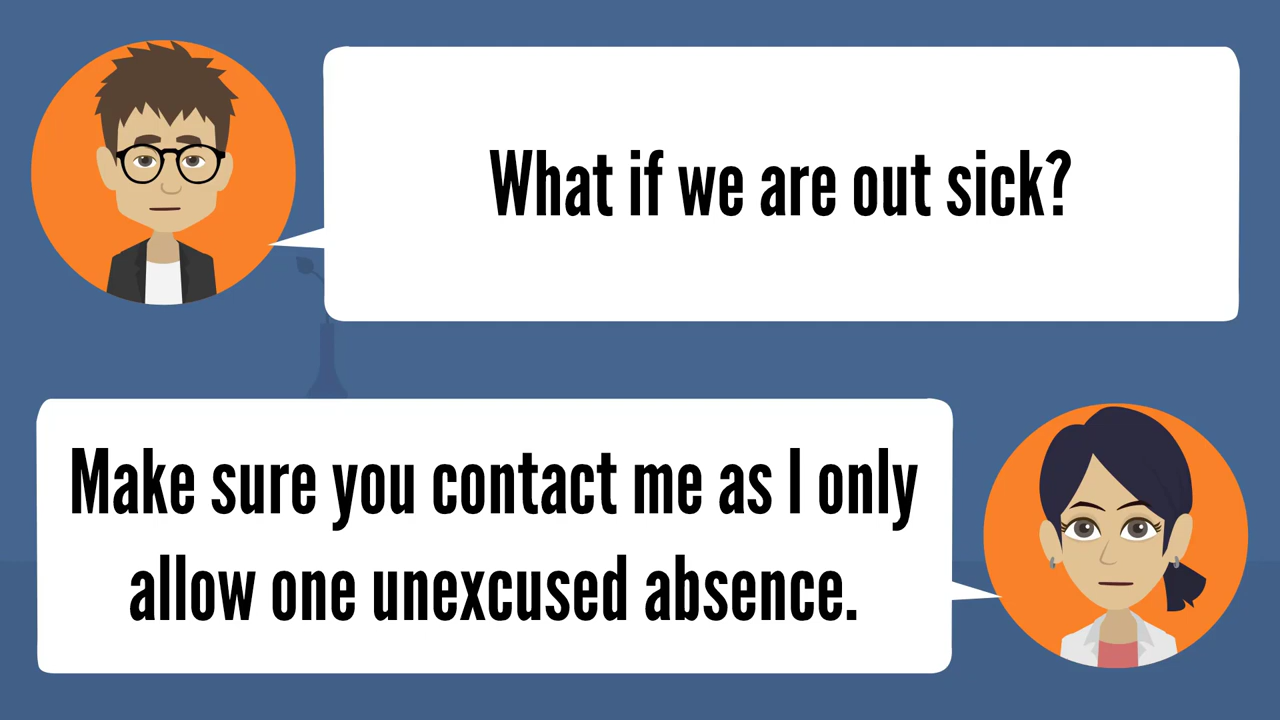 What if we are out sick?
Make sure you contact me as I only
allow one unexcused absence.